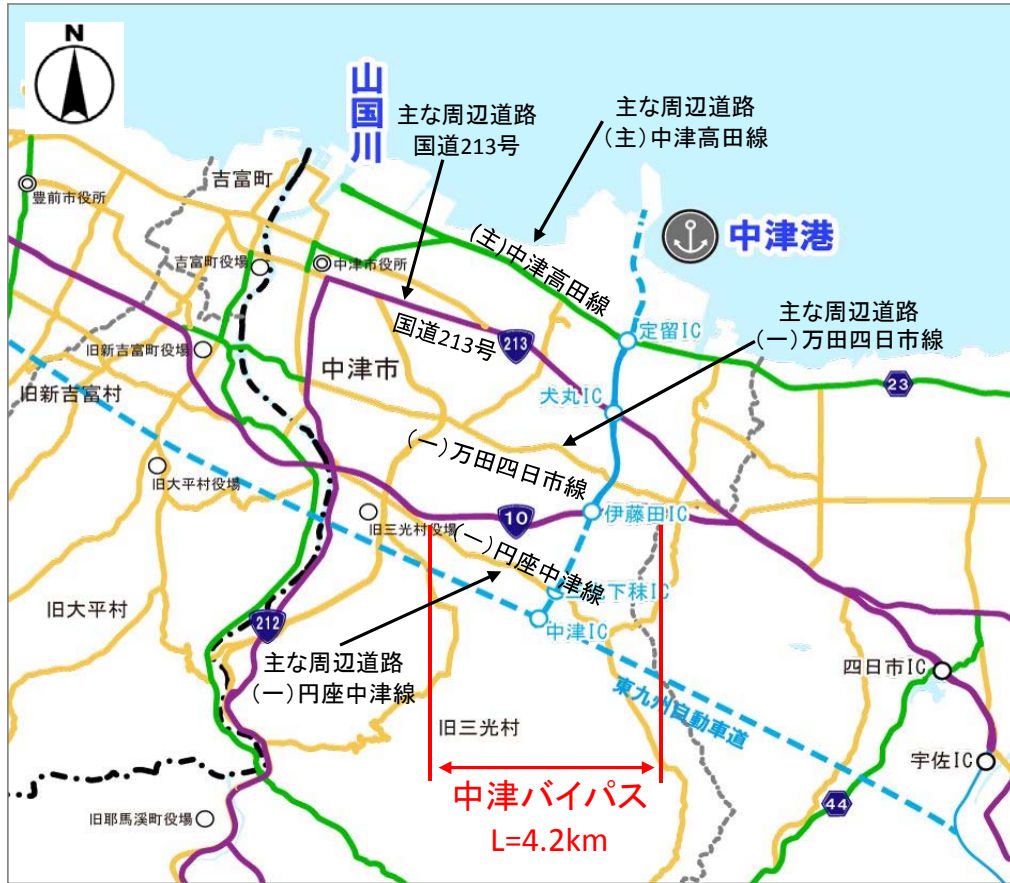 N
山国川
主な周辺道路
国道213号
主な周辺道路
(主)中津高田線
吉富町
豊前市役所
中津港
吉富町役場
中津市役所
(主)中津高田線
国道213号
213
定留IC
主な周辺道路
(一)万田四日市線
旧新吉富町役場
中津市
旧新吉富村
犬丸IC
23
(一)万田四日市線
旧大平村役場
旧三光村役場
10
伊藤田IC
(一)円座中津線
下秣IC
中津IC
旧大平村
212
主な周辺道路
(一)円座中津線
東九州自動車道
四日市IC
旧三光村
宇佐IC
中津バイパス
L=4.2km
44
旧耶馬溪町役場